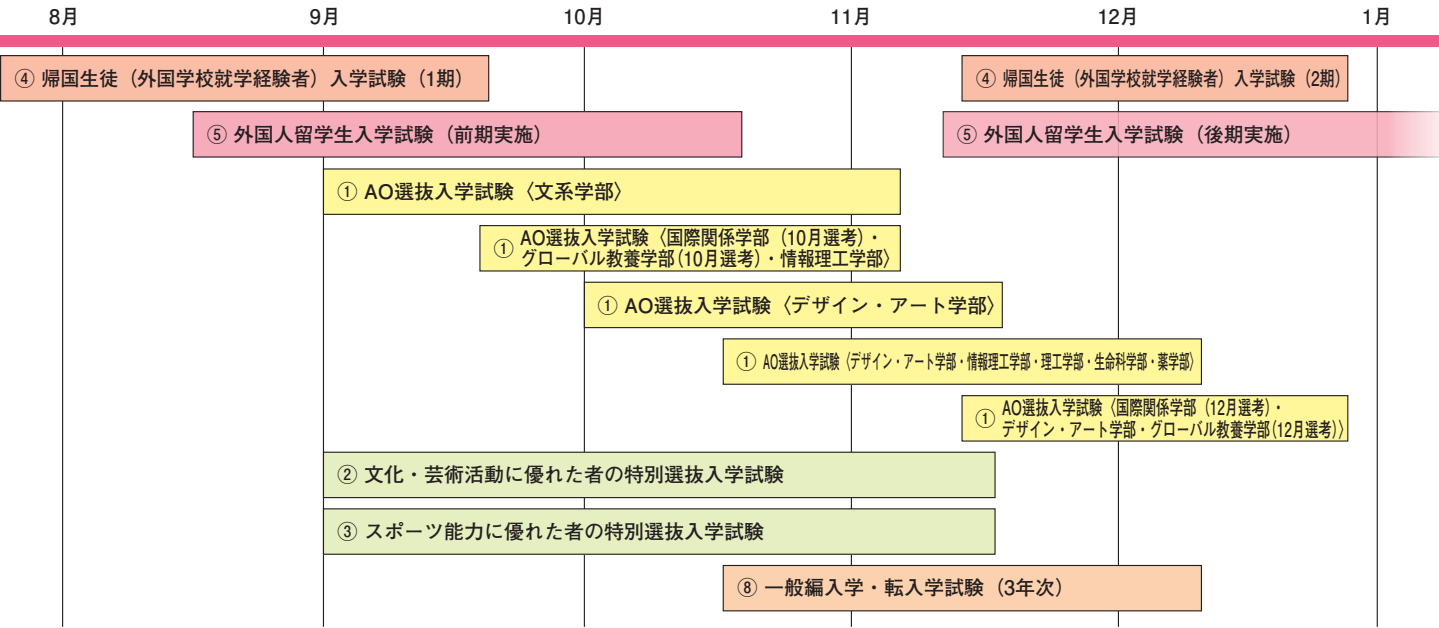 8月 9月 10月 11月 12月 1月
④ 帰国生徒（外国学校就学経験者）入学試験（1期）
④ 帰国生徒（外国学校就学経験者）入学試験（2期）
⑤ 外国人留学生入学試験（前期実施）
⑤ 外国人留学生入学試験（後期実施）
① AO選抜入学試験〈文系学部〉
① AO選抜入学試験〈国際関係学部（10月選考）・
グローバル教養学部（10月選考）・情報理工学部〉
① AO選抜入学試験〈デザイン・アート学部〉
① AO選抜入学試験〈デザイン・アート学部・情報理工学部・理工学部・生命科学部・薬学部〉
① AO選抜入学試験〈国際関係学部（12月選考）・
デザイン・アート学部・グローバル教養学部（12月選考）〉
② 文化・芸術活動に優れた者の特別選抜入学試験
③ スポーツ能力に優れた者の特別選抜入学試験
⑧ 一般編入学・転入学試験（3年次）